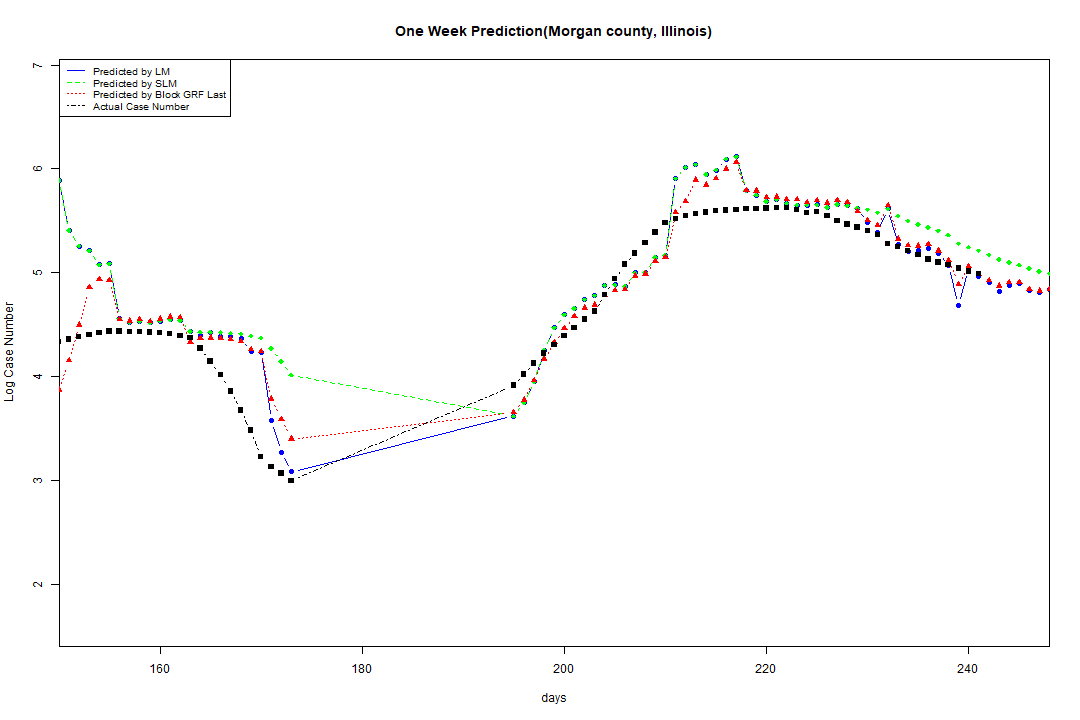 One Week Prediction(Morgan county, Illinois)
Predicted by LM
Predicted by SLM
Predicted by Block GRF Last
Actual Case Number
7
6
5
4
3
2
Log Case Number
160 180 200 220 240
days